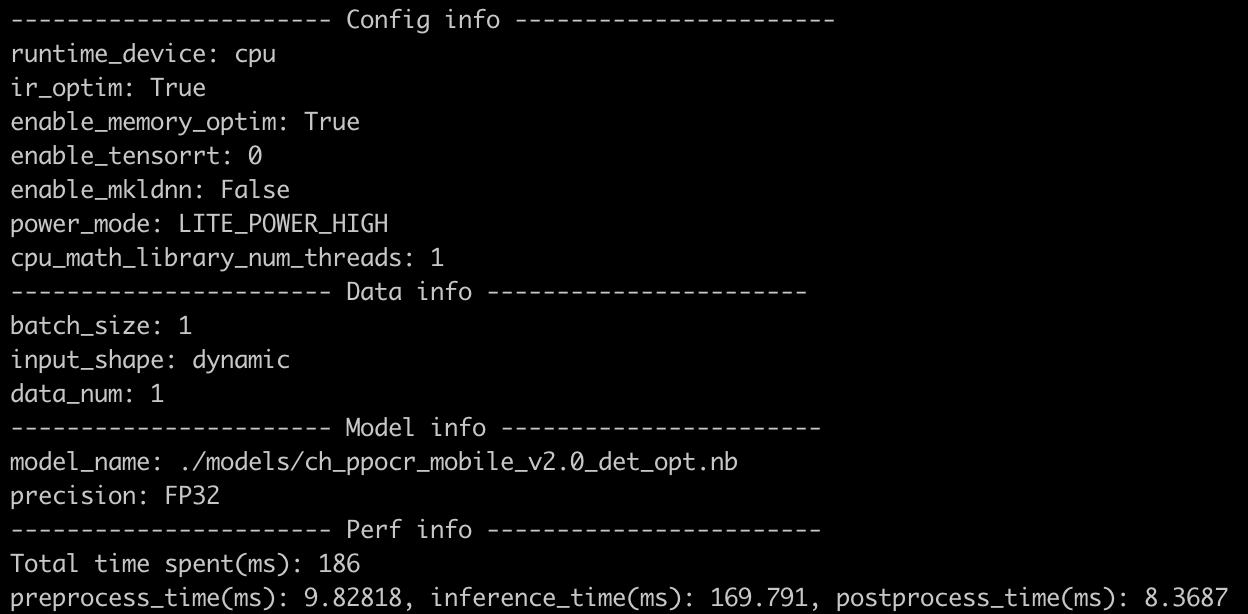 ----------------------- Config info -----------------------
runtime_device: cpu
ir_optim: True
enable_memory_optim: True
enable_tensorrt: 0
enable_mkldnn: False
power_mode: LITE_POWER_HIGH
cpu_math_library_num_threads: 1
----------------------- Data info -----------------------
batch_size: 1
input_shape: dynamic
data_num: 1
----------------------- Model info -----------------------
model_name: ./models/ch_ppocr_mobile_v2.0_det_opt.nb
precision: FP32
----------------------- Perf info ------------------------
Total time spent(ms): 186
preprocess_time(ms): 9.82818, inference_time(ms): 169.791, postprocess_time(ms): 8.3687